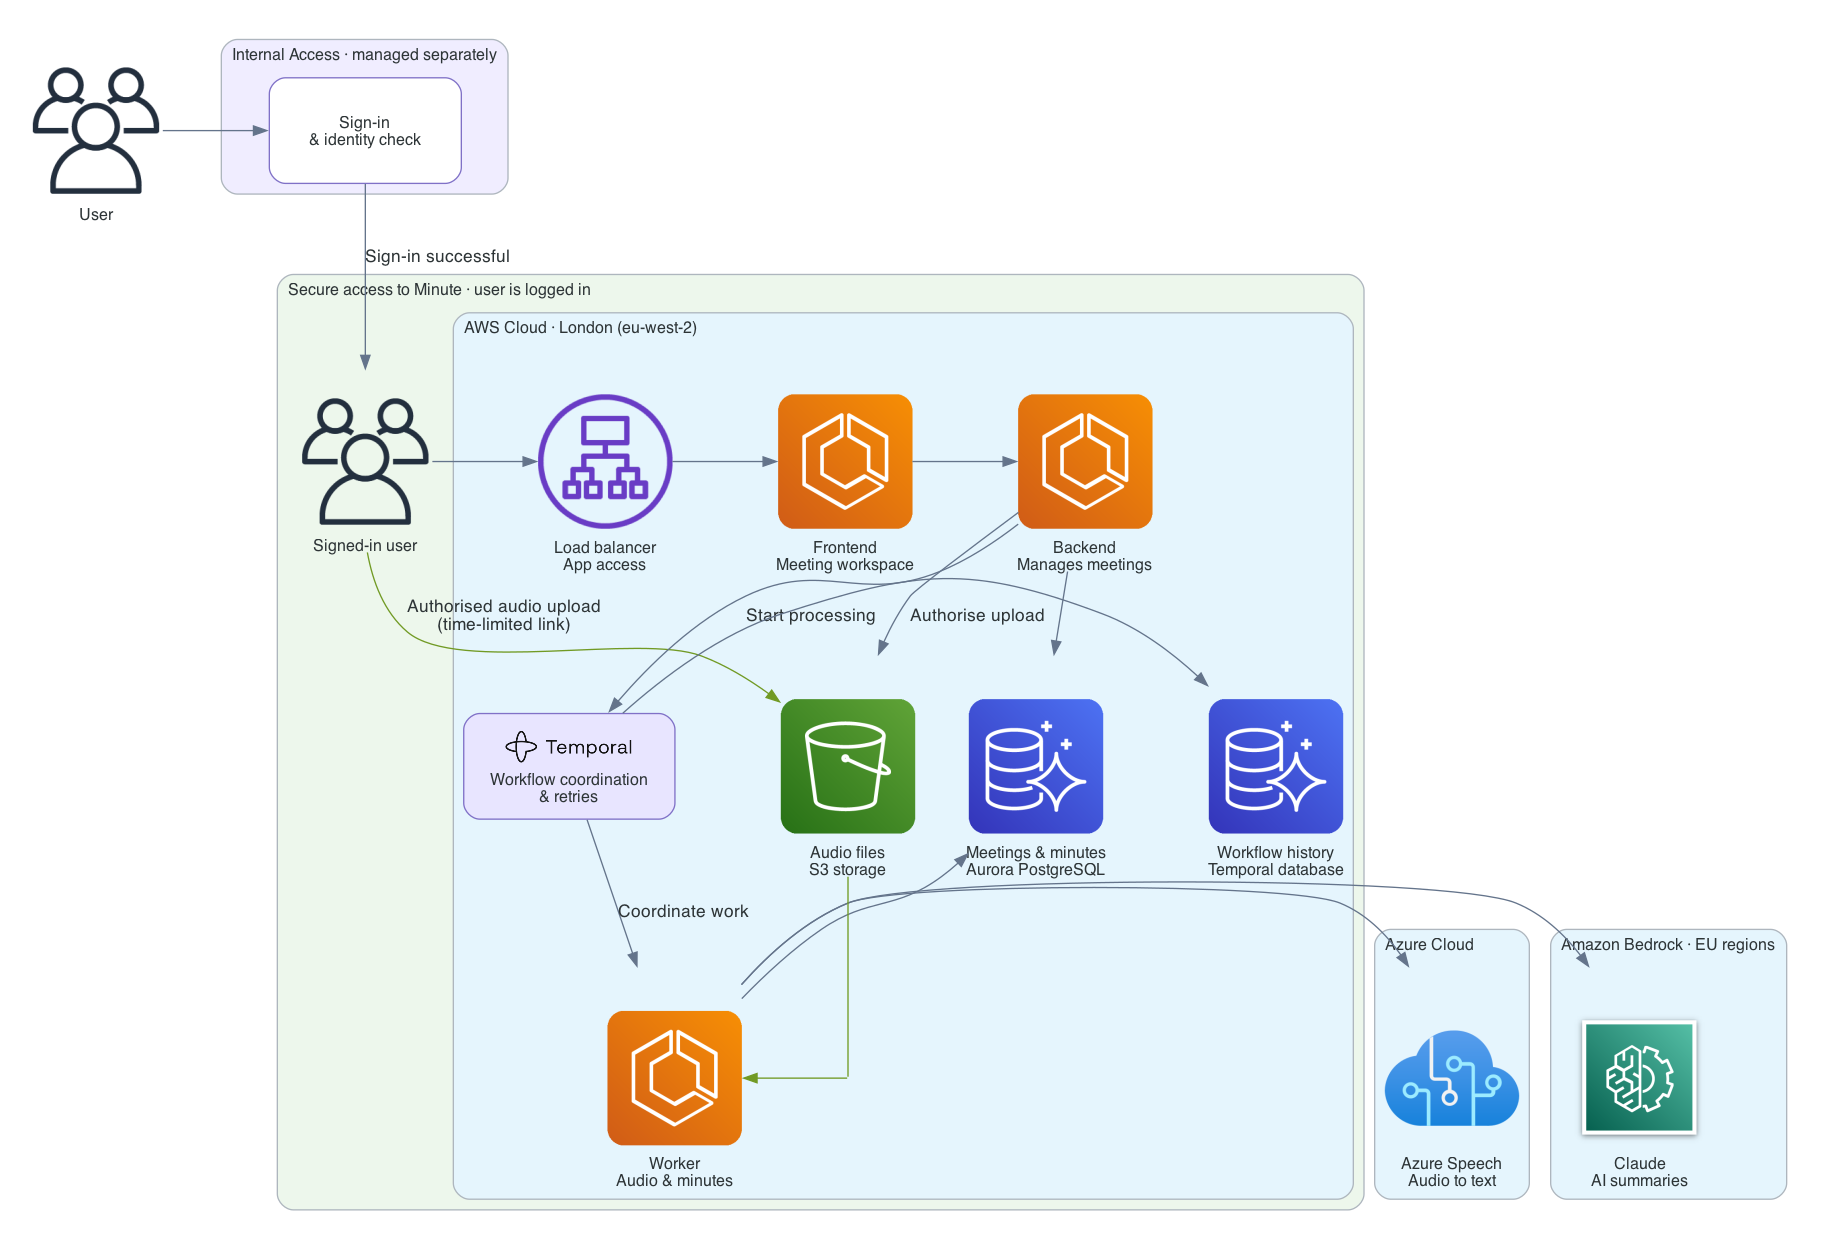 Internal Access · managed separately
Sign-in
& identity check
User
Sign-in successful
Secure access to Minute · user is logged in
AWS Cloud · London (eu-west-2)
Signed-in user
Load balancer
App access
Frontend
Meeting workspace
Backend
Manages meetings
Authorised audio upload
(time-limited link)
Start processing
Authorise upload
Temporal
Workflow coordination
& retries
Audio files
S3 storage
Meetings & minutes
Aurora PostgreSQL
Workflow history
Temporal database
Coordinate work
Azure Cloud
Amazon Bedrock · EU regions
Worker
Audio & minutes
Azure Speech
Audio to text
Claude
AI summaries